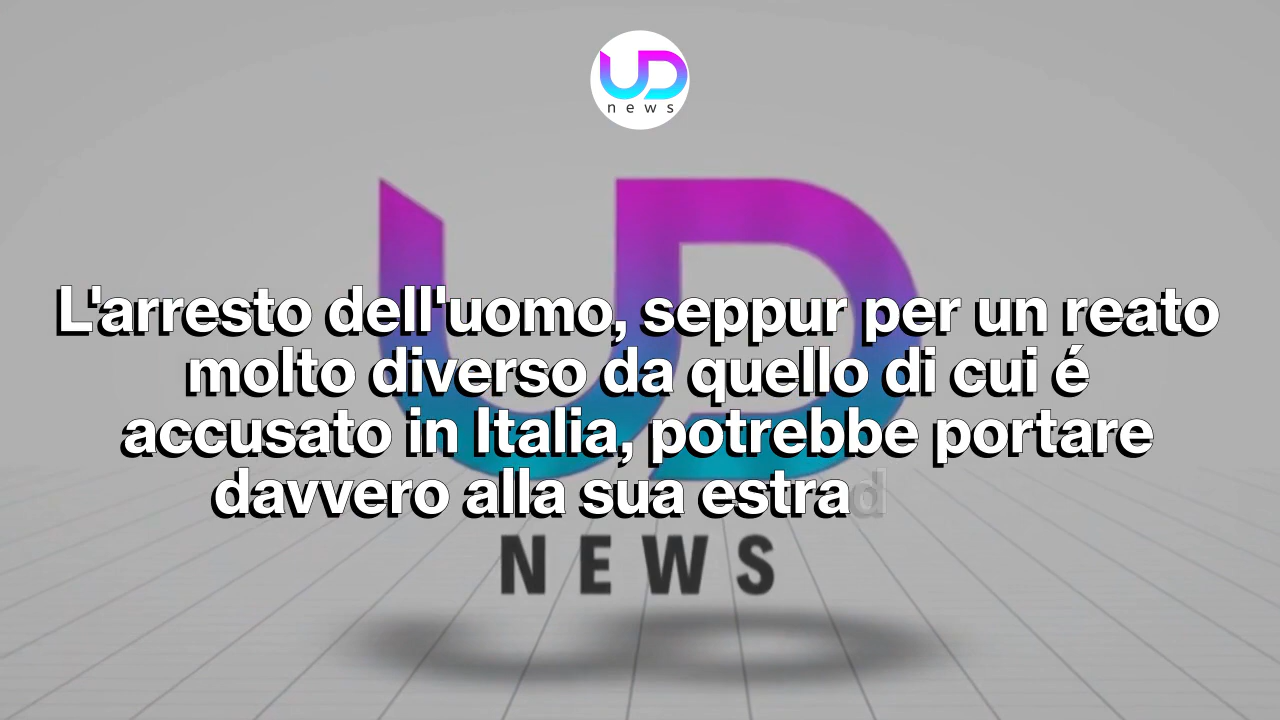 UD
news
L'arresto dell'uomo, seppur per un reato
molto diverso da quello di cui é
accusato in Italia, potrebbe portare
davvero alla sua estrad
UD
NEWS